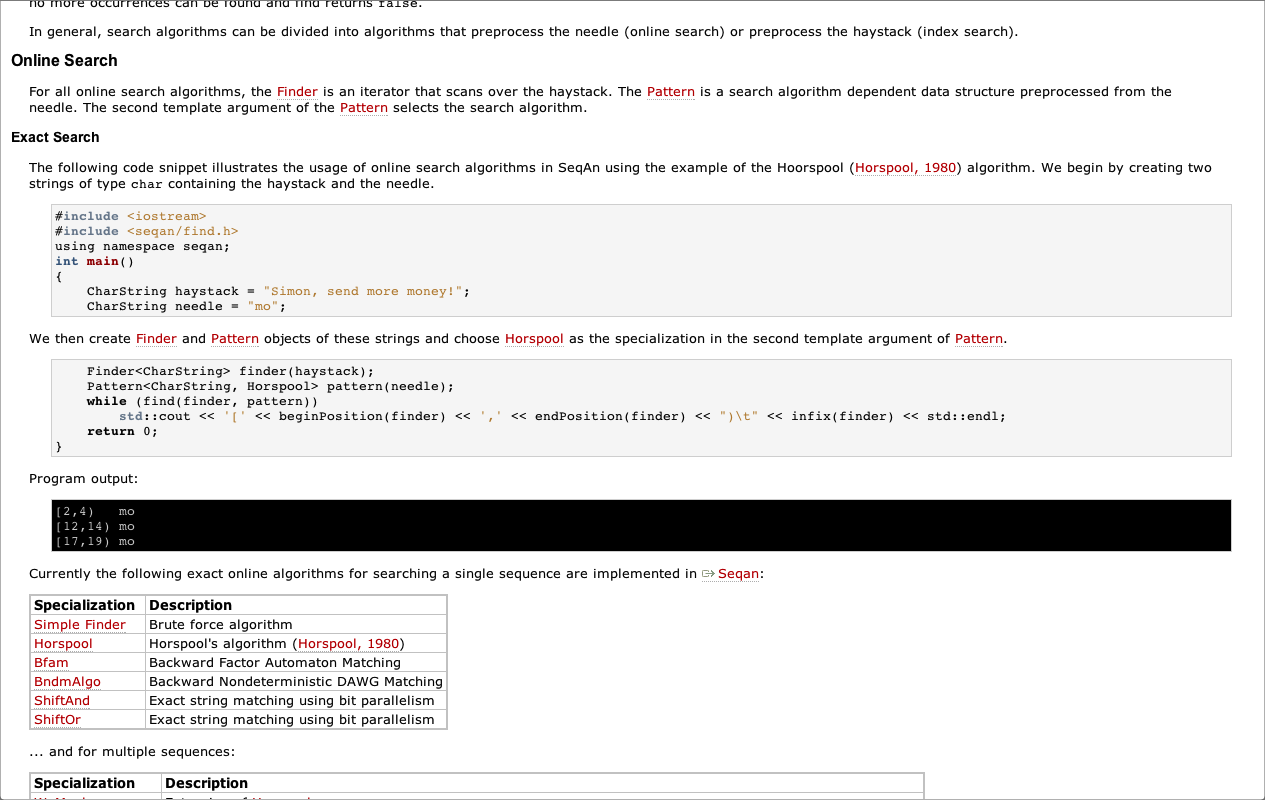 no more occurrences can be found and find returns false.
In general, search algorithms can be divided into algorithms that preprocess the needle (online search) or preprocess the haystack (index search).
Online Search
For all online search algorithms, the Finder is an iterator that scans over the haystack. The Pattern is a search algorithm dependent data structure preprocessed from the
needle. The second template argument of the Pattern selects the search algorithm.
Exact Search
The following code snippet illustrates the usage of online search algorithms in SeqAn using the example of the Hoorspool (Horspool, 1980) algorithm. We begin by creating two
strings of type char containing the haystack and the needle.
#include <iostream>
#include <seqan/find.h>
using namespace seqan;
int main()
{
    CharString haystack = "Simon, send more money!";
    CharString needle = "mo";
We then create Finder and Pattern objects of these strings and choose Horspool as the specialization in the second template argument of Pattern.
    Finder<CharString> finder(haystack);
    Pattern<CharString, Horspool> pattern(needle);
    while (find(finder, pattern))
        std::cout << '[' << beginPosition(finder) << ',' << endPosition(finder) << ")\t" << infix(finder) << std::endl;
    return 0;
}
Program output:
[2,4)   mo
[12,14) mo
[17,19) mo
Currently the following exact online algorithms for searching a single sequence are implemented in Seqan:
Specialization Description
Simple Finder Brute force algorithm
Horspool Horspool's algorithm (Horspool, 1980)
Bfam Backward Factor Automaton Matching
BndmAlgo Backward Nondeterministic DAWG Matching
ShiftAnd Exact string matching using bit parallelism
ShiftOr Exact string matching using bit parallelism
... and for multiple sequences:
Specialization Description